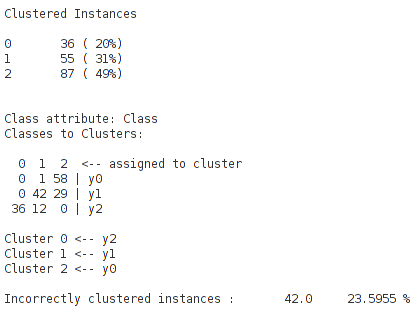 Clustered Instances
0       36 ( 20%)
1       55 ( 31%)
2       87 ( 49%)
Class attribute: Class
Classes to Clusters:
  0  1  2  <-- assigned to cluster
  0  1 58 | y0
  0 42 29 | y1
 36 12  0 | y2
Cluster 0 <-- y2
Cluster 1 <-- y1
Cluster 2 <-- y0
Incorrectly clustered instances :       42.0     23.5955 %